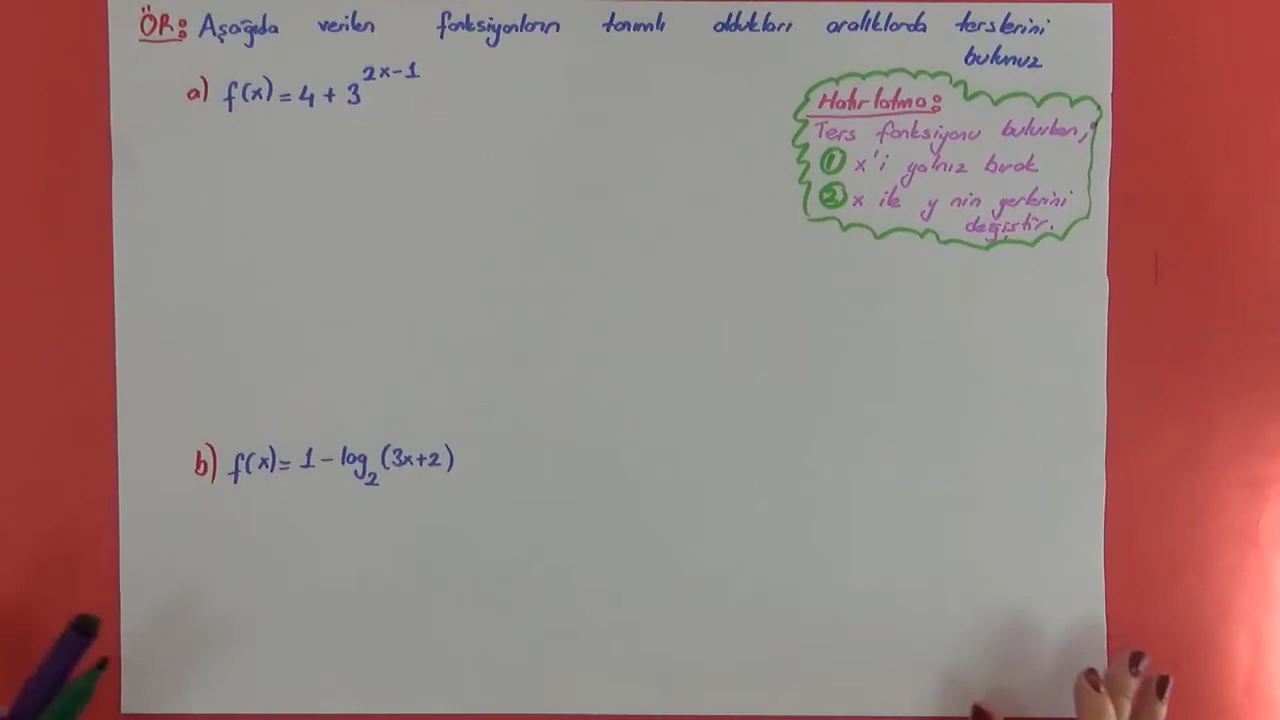 ÖR: Aşağıda verilen fonksiyonların tanımlı oldukları aralıklarda terslerini
bulunuz
a) f(x) = 4 + 3^{2x-1}
Hatırlatma:
Ters fonksiyonu bulurken,
① x'i yalnız bırak
② x ile y nin yerlerini
değiştir.
b) f(x) = 1 - log₂(3x+2)